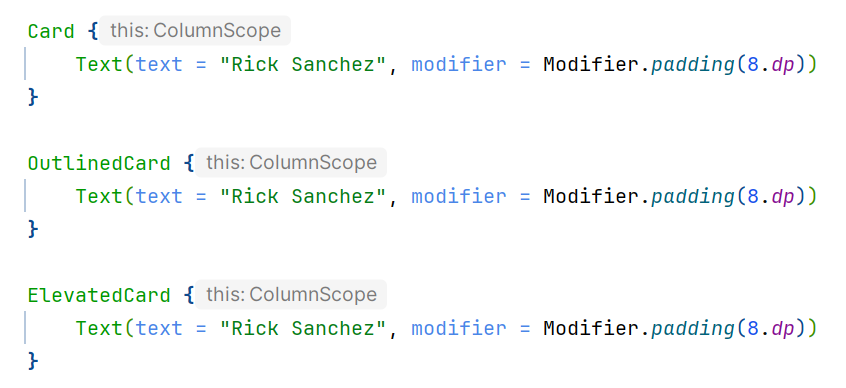 Card { this: ColumnScope
Text(text = "Rick Sanchez", modifier = Modifier.padding(8.dp))
}
OutlinedCard { this: ColumnScope
Text(text = "Rick Sanchez", modifier = Modifier.padding(8.dp))
}
ElevatedCard { this: ColumnScope
Text(text = "Rick Sanchez", modifier = Modifier.padding(8.dp))
}